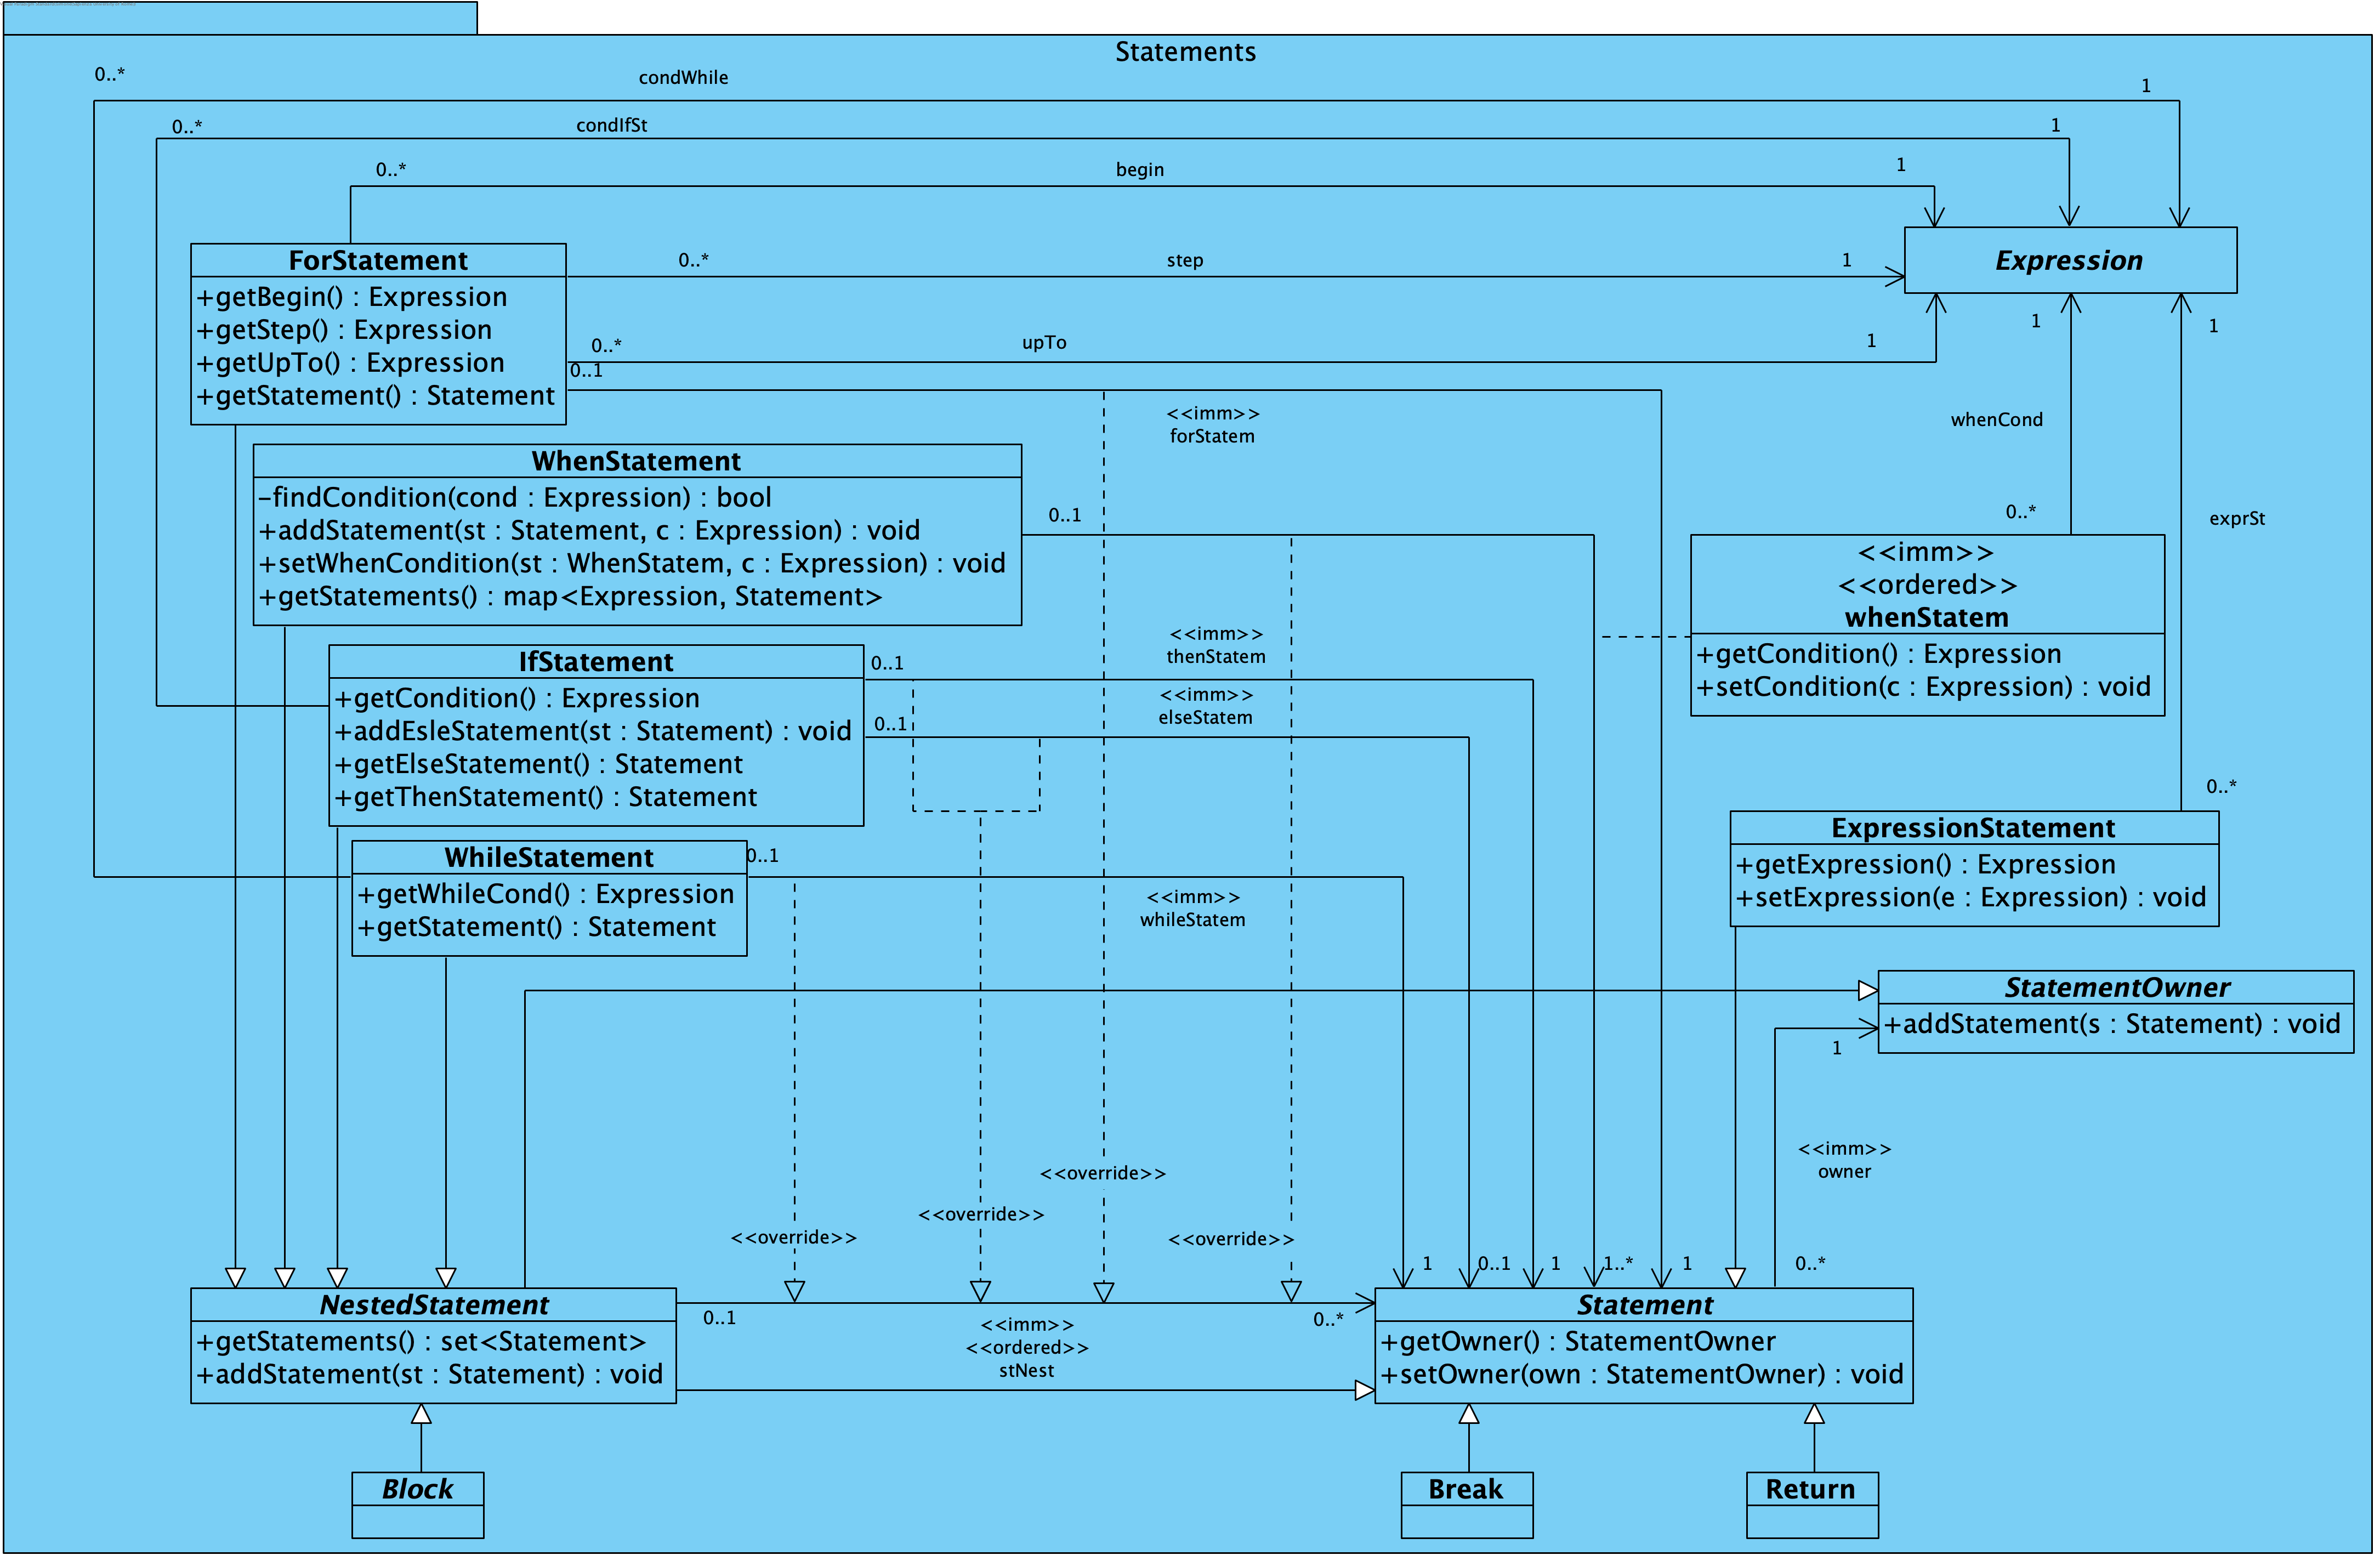 Statements
0..*
condWhile
1
0..*
condIfSt
1
0..*
begin
1
ForStatement
+getBegin() : Expression
+getStep() : Expression
+getUpTo() : Expression
+getStatement() : Statement
0..*
step
1
Expression
0..*
upTo
1
0..1
<<imm>>
forStatem
1
1
whenCond
0..*
exprSt
WhenStatement
-findCondition(cond : Expression) : bool
+addStatement(st : Statement, c : Expression) : void
+setWhenCondition(st : WhenStatem, c : Expression) : void
+getStatements() : map<Expression, Statement>
0..1
<<imm>>
<<ordered>>
whenStatem
+getCondition() : Expression
+setCondition(c : Expression) : void
IfStatement
+getCondition() : Expression
+addEsleStatement(st : Statement) : void
+getElseStatement() : Statement
+getThenStatement() : Statement
0..1
<<imm>>
thenStatem
0..1
<<imm>>
elseStatem
0..*
ExpressionStatement
+getExpression() : Expression
+setExpression(e : Expression) : void
WhileStatement
+getWhileCond() : Expression
+getStatement() : Statement
0..1
<<imm>>
whileStatem
StatementOwner
+addStatement(s : Statement) : void
1
<<imm>>
owner
<<override>>
<<override>>
<<override>>
<<override>>
1
0..1
1
1..*
1
0..*
NestedStatement
+getStatements() : set<Statement>
+addStatement(st : Statement) : void
0..1
<<imm>>
<<ordered>>
stNest
0..*
Statement
+getOwner() : StatementOwner
+setOwner(own : StatementOwner) : void
Block
Break
Return